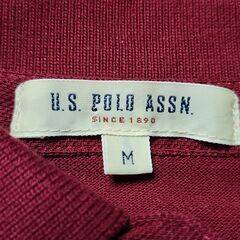 U.S. POLO ASSN.
SINCE 1890
M